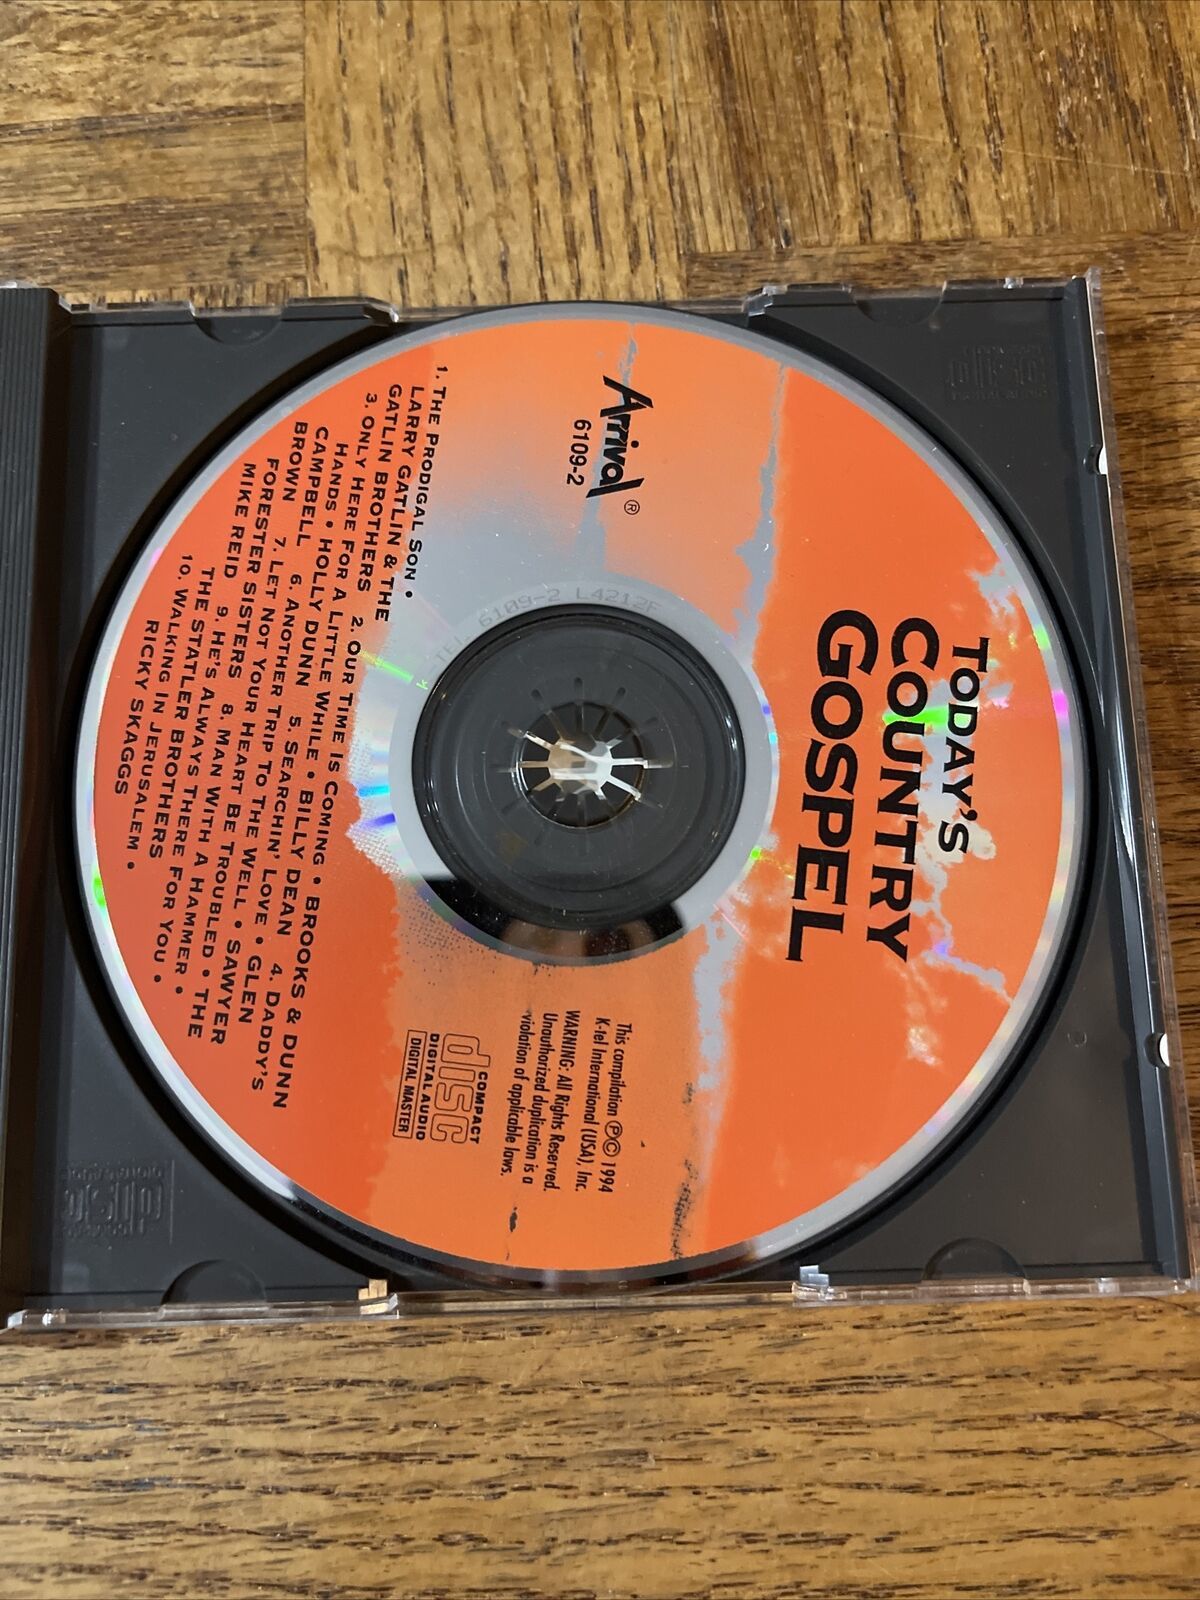 TODAY'S
COUNTRY
GOSPEL
Arrival ®
6109-2
This compilation ℗© 1994
K-tel International (USA), Inc.
WARNING: All Rights Reserved.
Unauthorized duplication is a
violation of applicable laws.
COMPACT
disc
DIGITAL AUDIO
DIGITAL MASTER
1. THE PRODIGAL SON •
LARRY GATLIN & THE
GATLIN BROTHERS 2. OUR TIME IS COMING • BROOKS & DUNN
3. ONLY HERE FOR A LITTLE WHILE • BILLY DEAN 4. DADDY'S
HANDS • HOLLY DUNN 5. SEARCHIN' LOVE • GLEN
CAMPBELL 6. ANOTHER TRIP TO THE WELL • SAWYER
BROWN 7. LET NOT YOUR HEART BE TROUBLED • THE
FORESTER SISTERS 8. MAN WITH A HAMMER •
MIKE REID 9. HE'S ALWAYS THERE FOR YOU •
THE STATLER BROTHERS
10. WALKING IN JERUSALEM •
RICKY SKAGGS
6109-2 L4212F